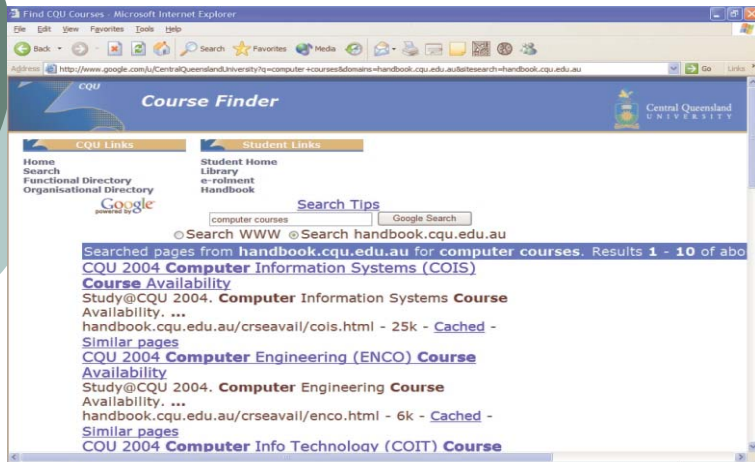 Find CQU Courses - Microsoft Internet Explorer
File Edit View Favorites Tools Help
Back Search Favorites Media
Address http://www.google.com/u/CentralQueenslandUniversity?q=computer+courses&domains=handbook.cqu.edu.au&sitesearch=handbook.cqu.edu.au Go Links
CQU
Course Finder
Central Queensland
UNIVERSITY
CQU Links Student Links
Home Student Home
Search Library
Functional Directory e-rolment
Organisational Directory Handbook
powered by Google Search Tips
computer courses Google Search
Search WWW Search handbook.cqu.edu.au
Searched pages from handbook.cqu.edu.au for computer courses. Results 1 - 10 of abo
CQU 2004 Computer Information Systems (COIS)
Course Availability
Study@CQU 2004. Computer Information Systems Course
Availability. ...
handbook.cqu.edu.au/crseavail/cois.html - 25k - Cached -
Similar pages
CQU 2004 Computer Engineering (ENCO) Course
Availability
Study@CQU 2004. Computer Engineering Course
Availability. ...
handbook.cqu.edu.au/crseavail/enco.html - 6k - Cached -
Similar pages
CQU 2004 Computer Info Technology (COIT) Course